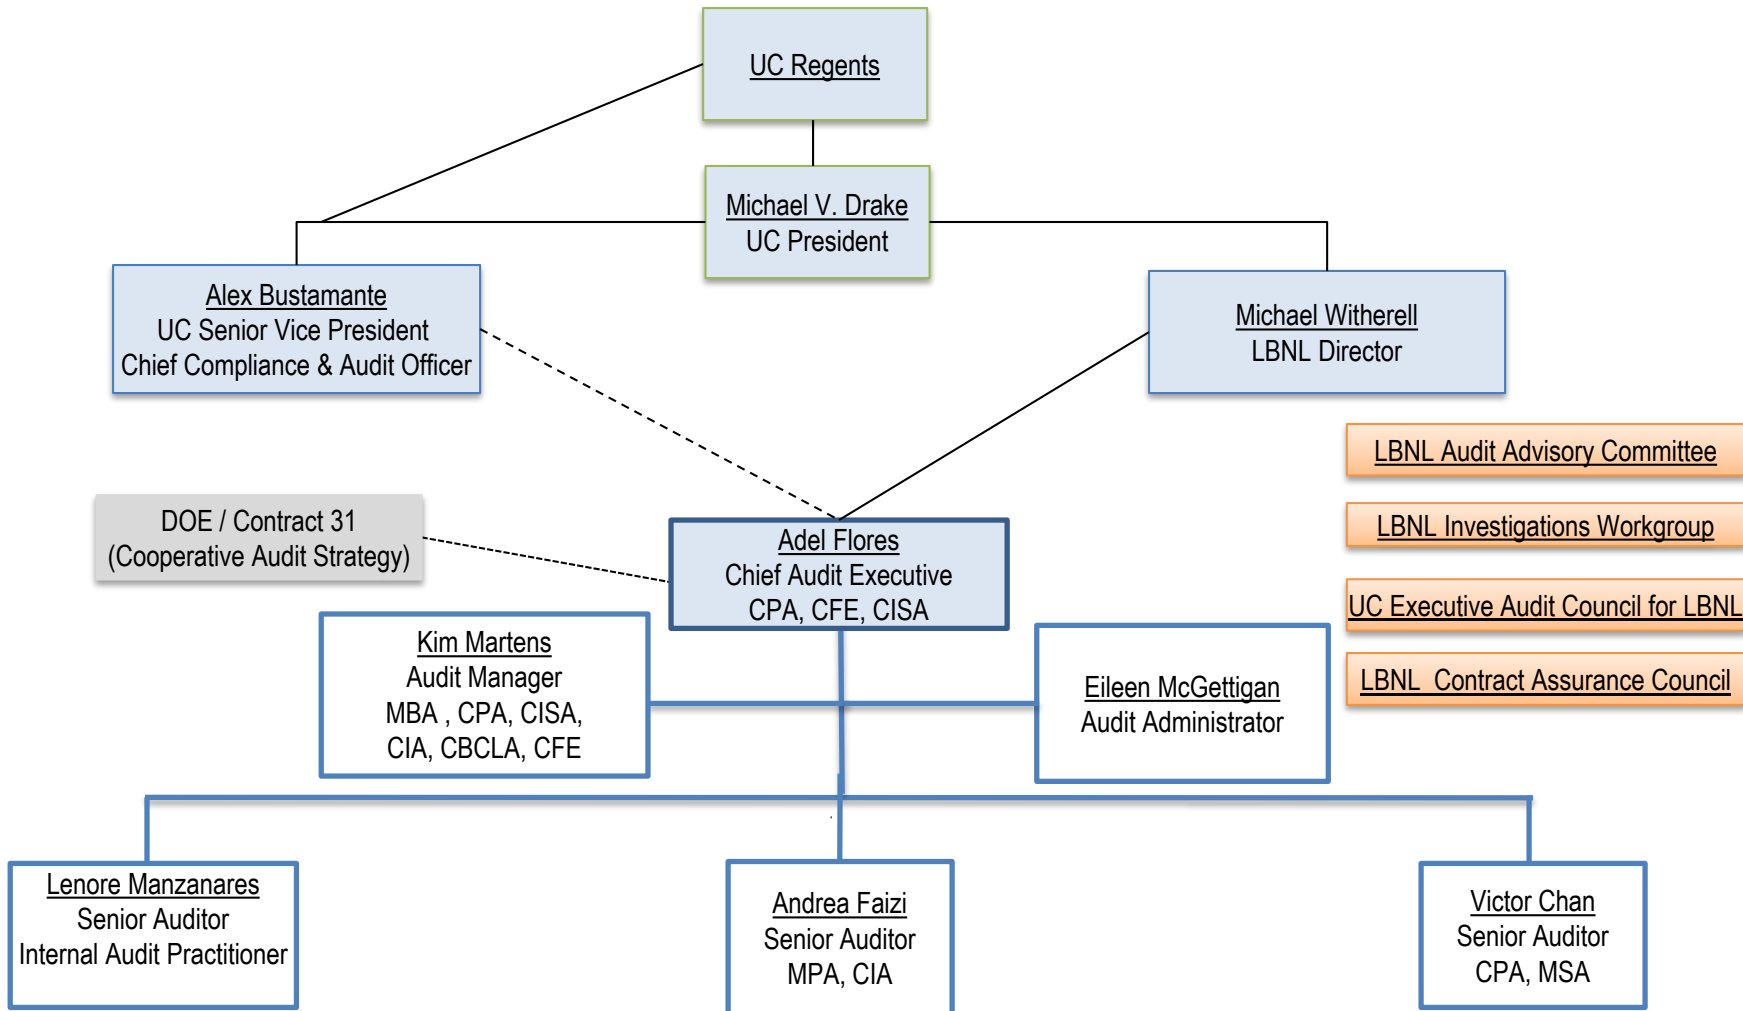 UC Regents
Michael V. Drake
UC President
Alex Bustamante
UC Senior Vice President
Chief Compliance & Audit Officer
Michael Witherell
LBNL Director
LBNL Audit Advisory Committee
LBNL Investigations Workgroup
UC Executive Audit Council for LBNL
LBNL Contract Assurance Council
DOE / Contract 31
(Cooperative Audit Strategy)
Adel Flores
Chief Audit Executive
CPA, CFE, CISA
Kim Martens
Audit Manager
MBA , CPA, CISA,
CIA, CBCLA, CFE
Eileen McGettigan
Audit Administrator
Lenore Manzanares
Senior Auditor
Internal Audit Practitioner
Andrea Faizi
Senior Auditor
MPA, CIA
Victor Chan
Senior Auditor
CPA, MSA